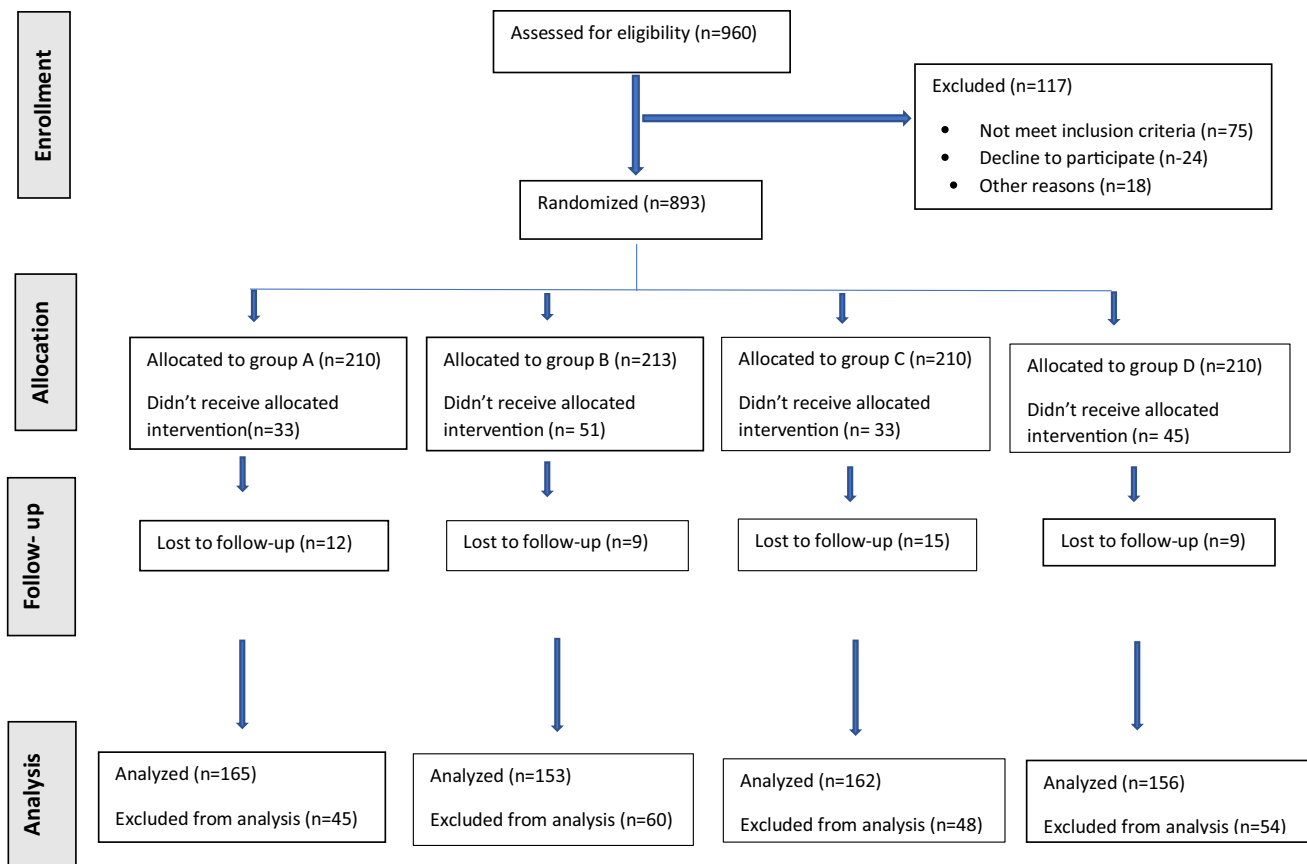 Enrollment
Assessed for eligibility (n=960)
Excluded (n=117)
• Not meet inclusion criteria (n=75)
• Decline to participate (n-24)
• Other reasons (n=18)
Randomized (n=893)
Allocation
Allocated to group A (n=210)
Didn’t receive allocated
intervention(n=33)
Allocated to group B (n=213)
Didn’t receive allocated
intervention (n= 51)
Allocated to group C (n=210)
Didn’t receive allocated
intervention (n= 33)
Allocated to group D (n=210)
Didn’t receive allocated
intervention (n= 45)
Follow- up
Lost to follow-up (n=12)
Lost to follow-up (n=9)
Lost to follow-up (n=15)
Lost to follow-up (n=9)
Analysis
Analyzed (n=165)
Excluded from analysis (n=45)
Analyzed (n=153)
Excluded from analysis (n=60)
Analyzed (n=162)
Excluded from analysis (n=48)
Analyzed (n=156)
Excluded from analysis (n=54)